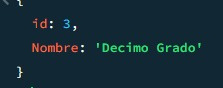 {
id: 3,
Nombre: 'Decimo Grado'
}